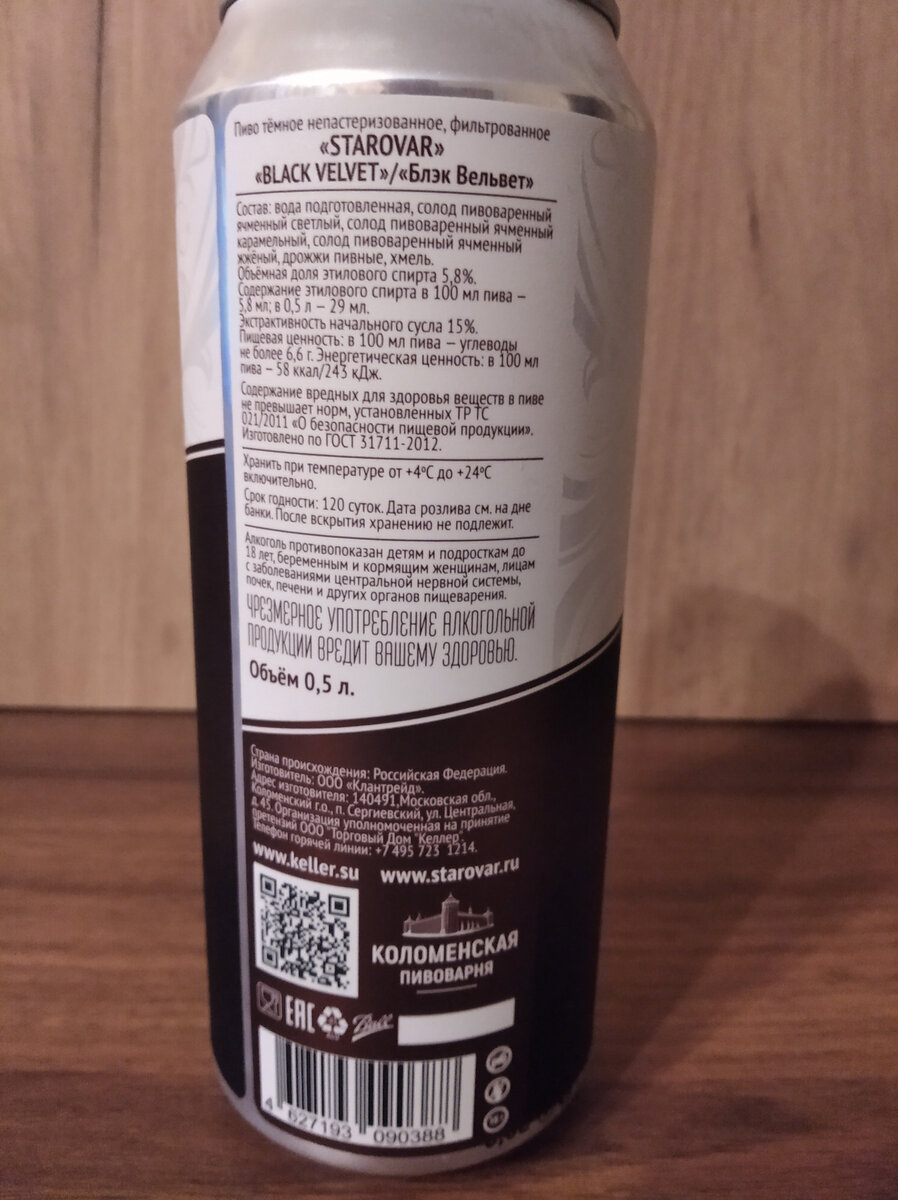 Пиво тёмное непастеризованное, фильтрованное
«STAROVAR»
«BLACK VELVET»/«Блэк Вельвет»
Состав: вода подготовленная, солод пивоваренный
ячменный светлый, солод пивоваренный ячменный
карамельный, солод пивоваренный ячменный
жжёный, дрожжи пивные, хмель.
Объёмная доля этилового спирта 5,8%.
Содержание этилового спирта в 100 мл пива –
5,8 мл; в 0,5 л – 29 мл.
Экстрактивность начального сусла 15%.
Пищевая ценность: в 100 мл пива – углеводы
не более 6,6 г. Энергетическая ценность: в 100 мл
пива – 58 ккал/243 кДж.
Содержание вредных для здоровья веществ в пиве
не превышает норм, установленных ТР ТС
021/2011 «О безопасности пищевой продукции».
Изготовлено по ГОСТ 31711-2012.
Хранить при температуре от +4°С до +24°С
включительно.
Срок годности: 120 суток. Дата розлива см. на дне
банки. После вскрытия хранению не подлежит.
Алкоголь противопоказан детям и подросткам до
18 лет, беременным и кормящим женщинам, лицам
с заболеваниями центральной нервной системы,
почек, печени и других органов пищеварения.
ЧРЕЗМЕРНОЕ УПОТРЕБЛЕНИЕ АЛКОГОЛЬНОЙ
ПРОДУКЦИИ ВРЕДИТ ВАШЕМУ ЗДОРОВЬЮ.
Объём 0,5 л.
Страна происхождения: Российская Федерация.
Изготовитель: ООО «Клантрейд».
Адрес изготовителя: 140491,Московская обл.,
Коломенский г.о., п. Сергиевский, ул. Центральная,
д.45. Организация уполномоченная на принятие
претензий ООО "Торговый Дом "Келлер".
Телефон горячей линии: +7 495 723 1214.
www.keller.su www.starovar.ru
КОЛОМЕНСКАЯ
ПИВОВАРНЯ
EAC Ball
4 627193 090388